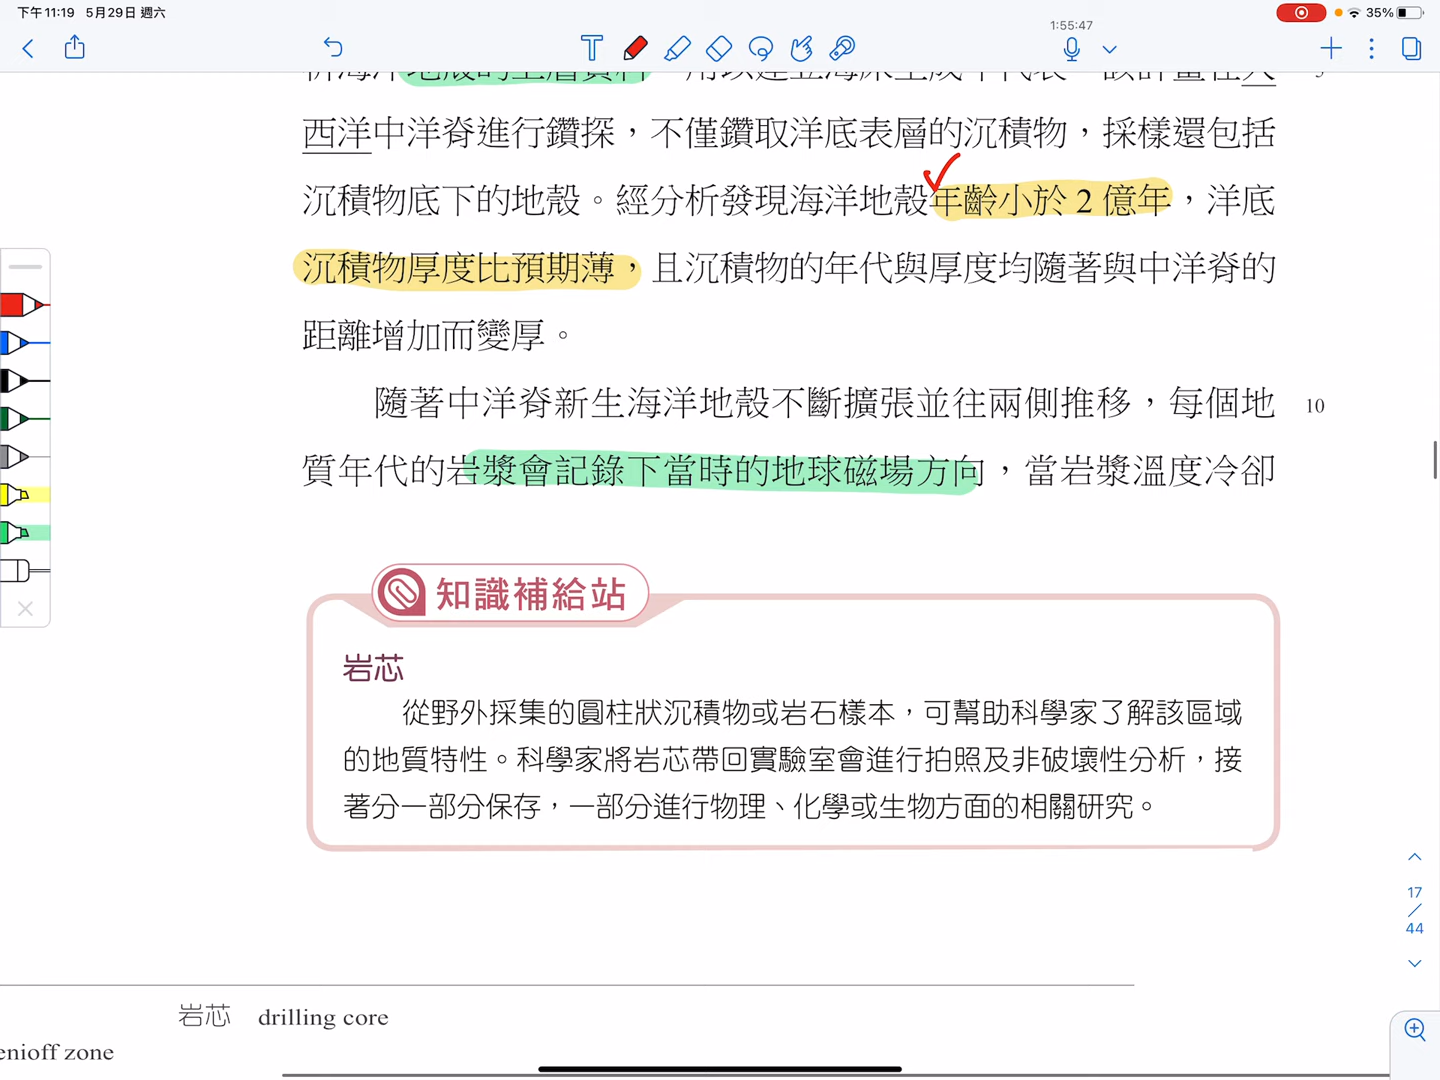 下午11:19 5月29日 週六
35%
1:55:47
西洋中洋脊進行鑽探，不僅鑽取洋底表層的沉積物，採樣還包括
沉積物底下的地殼。經分析發現海洋地殼年齡小於 2 億年，洋底
沉積物厚度比預期薄，且沉積物的年代與厚度均隨著與中洋脊的
距離增加而變厚。
隨著中洋脊新生海洋地殼不斷擴張並往兩側推移，每個地 10
質年代的岩漿會記錄下當時的地球磁場方向，當岩漿溫度冷卻
知識補給站
岩芯
從野外採集的圓柱狀沉積物或岩石樣本，可幫助科學家了解該區域
的地質特性。科學家將岩芯帶回實驗室會進行拍照及非破壞性分析，接
著分一部分保存，一部分進行物理、化學或生物方面的相關研究。
17
/
44
岩芯 drilling core
enioff zone